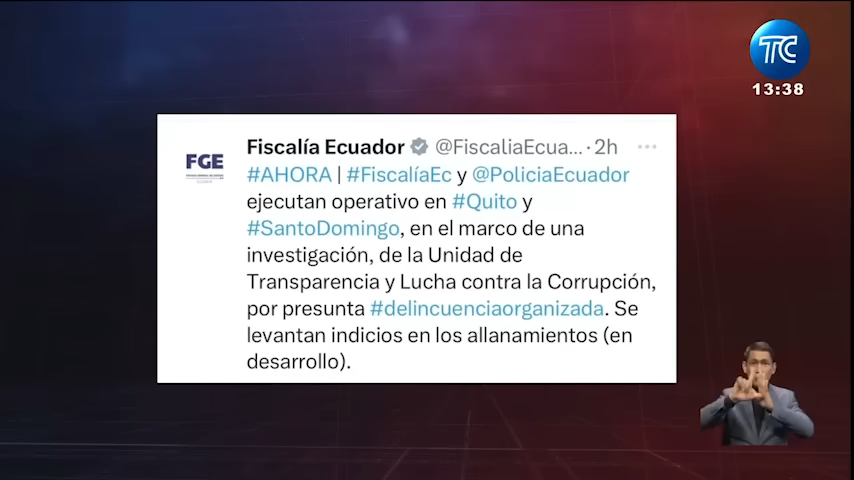 TC
13:38
FGE
Fiscalía Ecuador @FiscaliaEcua... · 2h
#AHORA | #FiscalíaEc y @PoliciaEcuador
ejecutan operativo en #Quito y
#SantoDomingo, en el marco de una
investigación, de la Unidad de
Transparencia y Lucha contra la Corrupción,
por presunta #delincuenciaorganizada. Se
levantan indicios en los allanamientos (en
desarrollo).